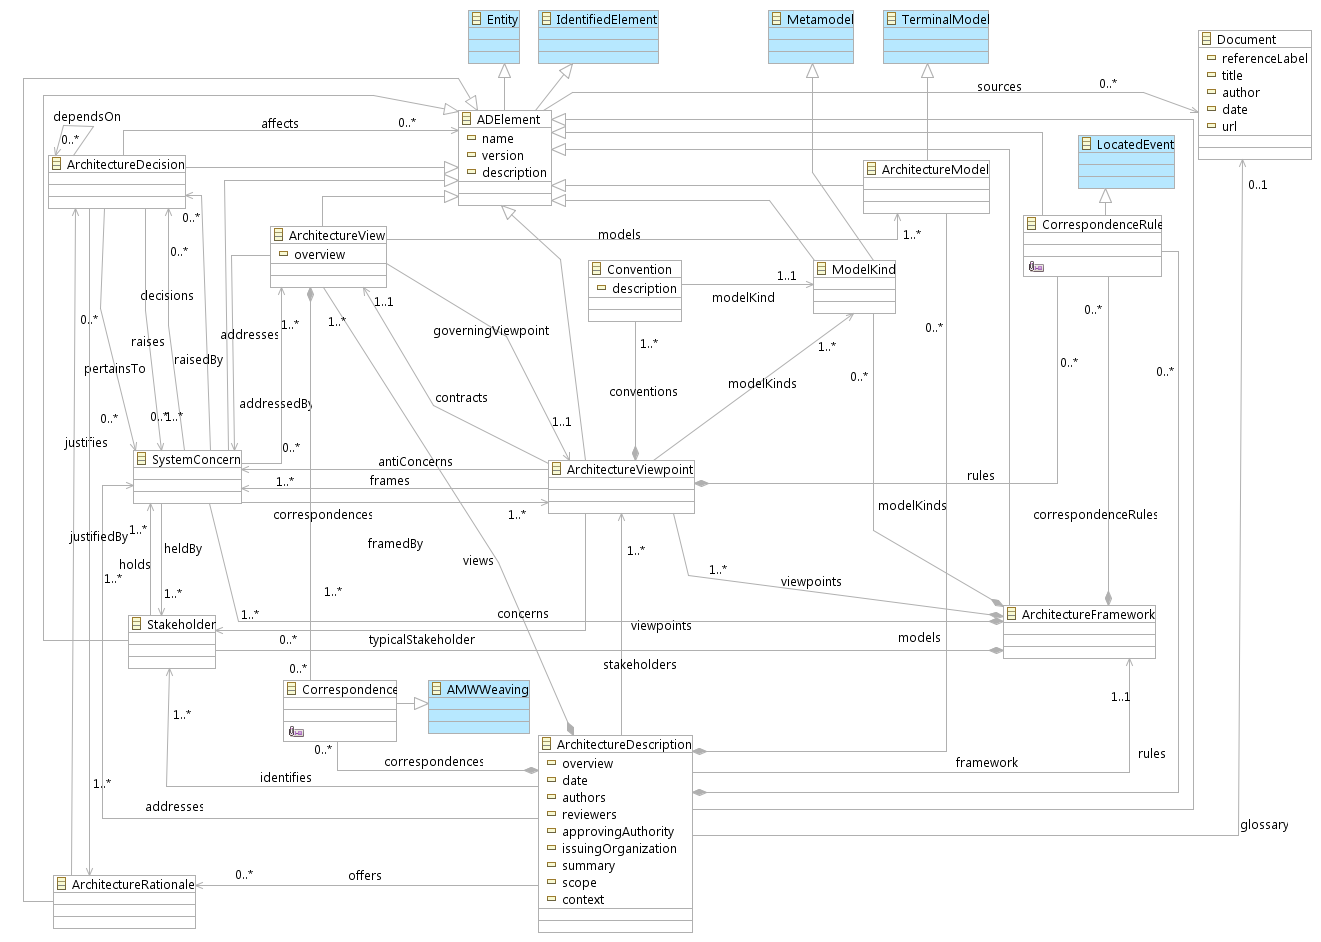 Entity
IdentifiedElement
Metamodel
TerminalModel
Document
referenceLabel
title
author
date
url
sources
0..*
dependsOn
0..*
affects
0..*
ADElement
name
version
description
LocatedEvent
ArchitectureDecision
ArchitectureModel
0..1
0..*
ArchitectureView
overview
models
1..*
CorrespondenceRule
0..*
Convention
description
1..1
modelKind
ModelKind
decisions
1..*
1..1
0..*
raises
addresses
1..*
governingViewpoint
1..*
1..*
0..*
0..*
raisedBy
pertainsTo
0..*
0..*
0..*
modelKinds
conventions
addressedBy
contracts
0..*
0..*
1..*
1..1
justifies
0..*
SystemConcern
antiConcerns
ArchitectureViewpoint
frames
1..*
rules
modelKinds
correspondences
1..*
correspondenceRules
1..*
justifiedBy
heldBy
framedBy
1..*
holds
views
1..*
1..*
viewpoints
1..*
1..*
1..*
concerns
ArchitectureFramework
Stakeholder
viewpoints
0..*
typicalStakeholder
models
stakeholders
0..*
Correspondence
AMWWeaving
1..1
1..*
0..*
ArchitectureDescription
overview
date
authors
reviewers
approvingAuthority
issuingOrganization
summary
scope
context
correspondences
framework
rules
identifies
1..*
addresses
glossary
0..*
offers
ArchitectureRationale